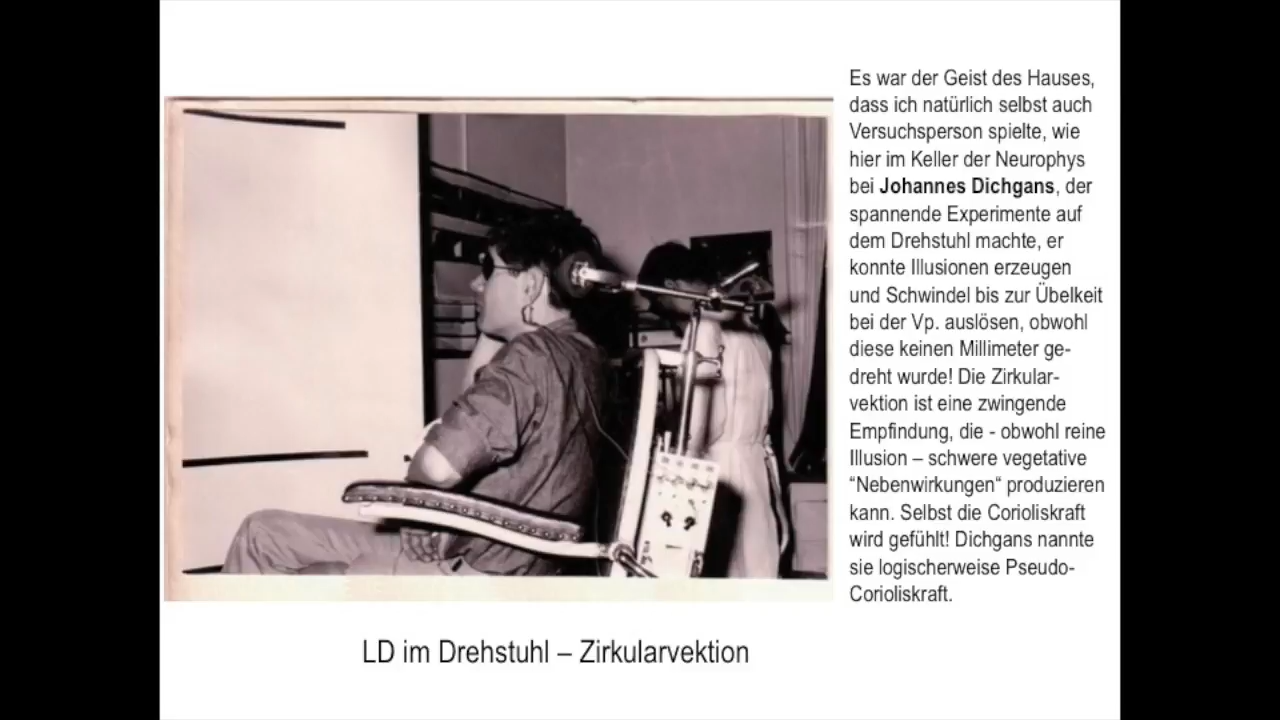 Es war der Geist des Hauses,
dass ich natürlich selbst auch
Versuchsperson spielte, wie
hier im Keller der Neurophys
bei Johannes Dichgans, der
spannende Experimente auf
dem Drehstuhl machte, er
konnte Illusionen erzeugen
und Schwindel bis zur Übelkeit
bei der Vp. auslösen, obwohl
diese keinen Millimeter ge-
dreht wurde! Die Zirkular-
vektion ist eine zwingende
Empfindung, die - obwohl reine
Illusion – schwere vegetative
“Nebenwirkungen“ produzieren
kann. Selbst die Corioliskraft
wird gefühlt! Dichgans nannte
sie logischerweise Pseudo-
Corioliskraft.
LD im Drehstuhl – Zirkularvektion